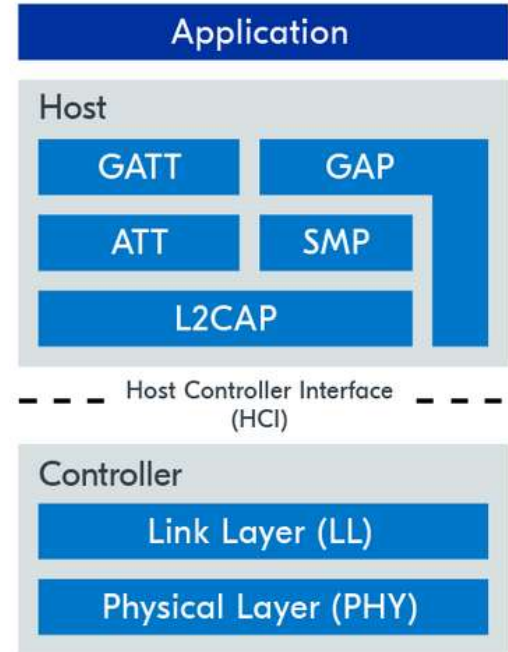 Application
Host
GATT
GAP
ATT
SMP
L2CAP
Host Controller Interface
(HCI)
Controller
Link Layer (LL)
Physical Layer (PHY)